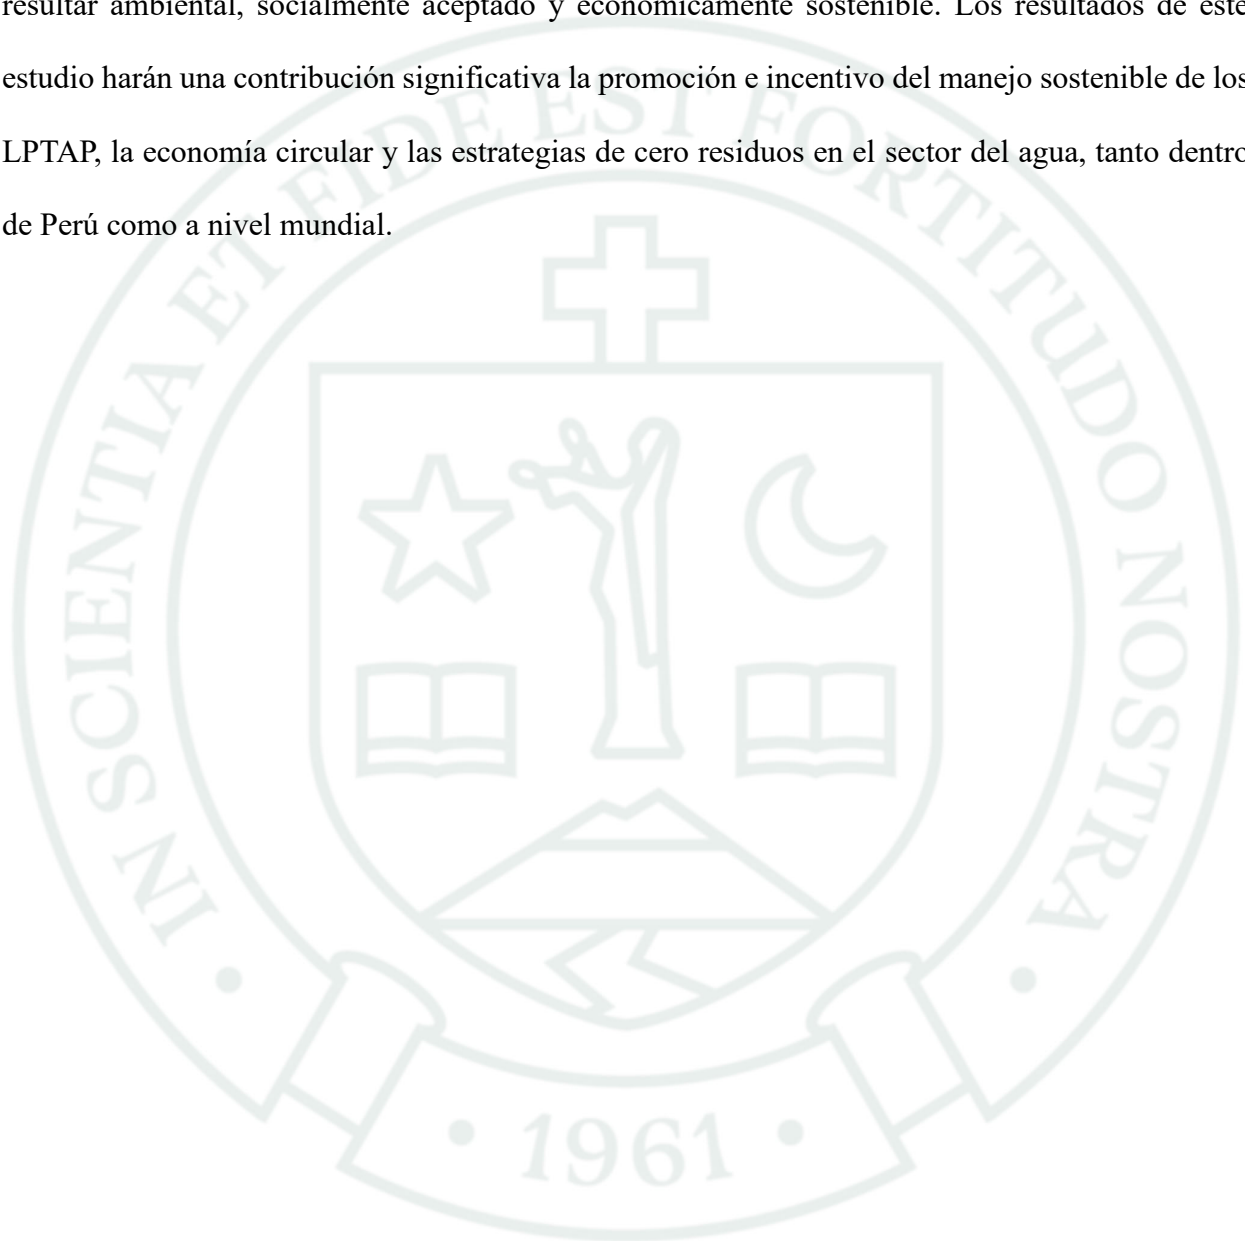 resultar ambiental, socialmente aceptado y económicamente sostenible. Los resultados de este
estudio harán una contribución significativa la promoción e incentivo del manejo sostenible de los
LPTAP, la economía circular y las estrategias de cero residuos en el sector del agua, tanto dentro
de Perú como a nivel mundial.
IN SCIENTIA ET FIDE EST FORTITUDO NOSTRA
• 1961 •